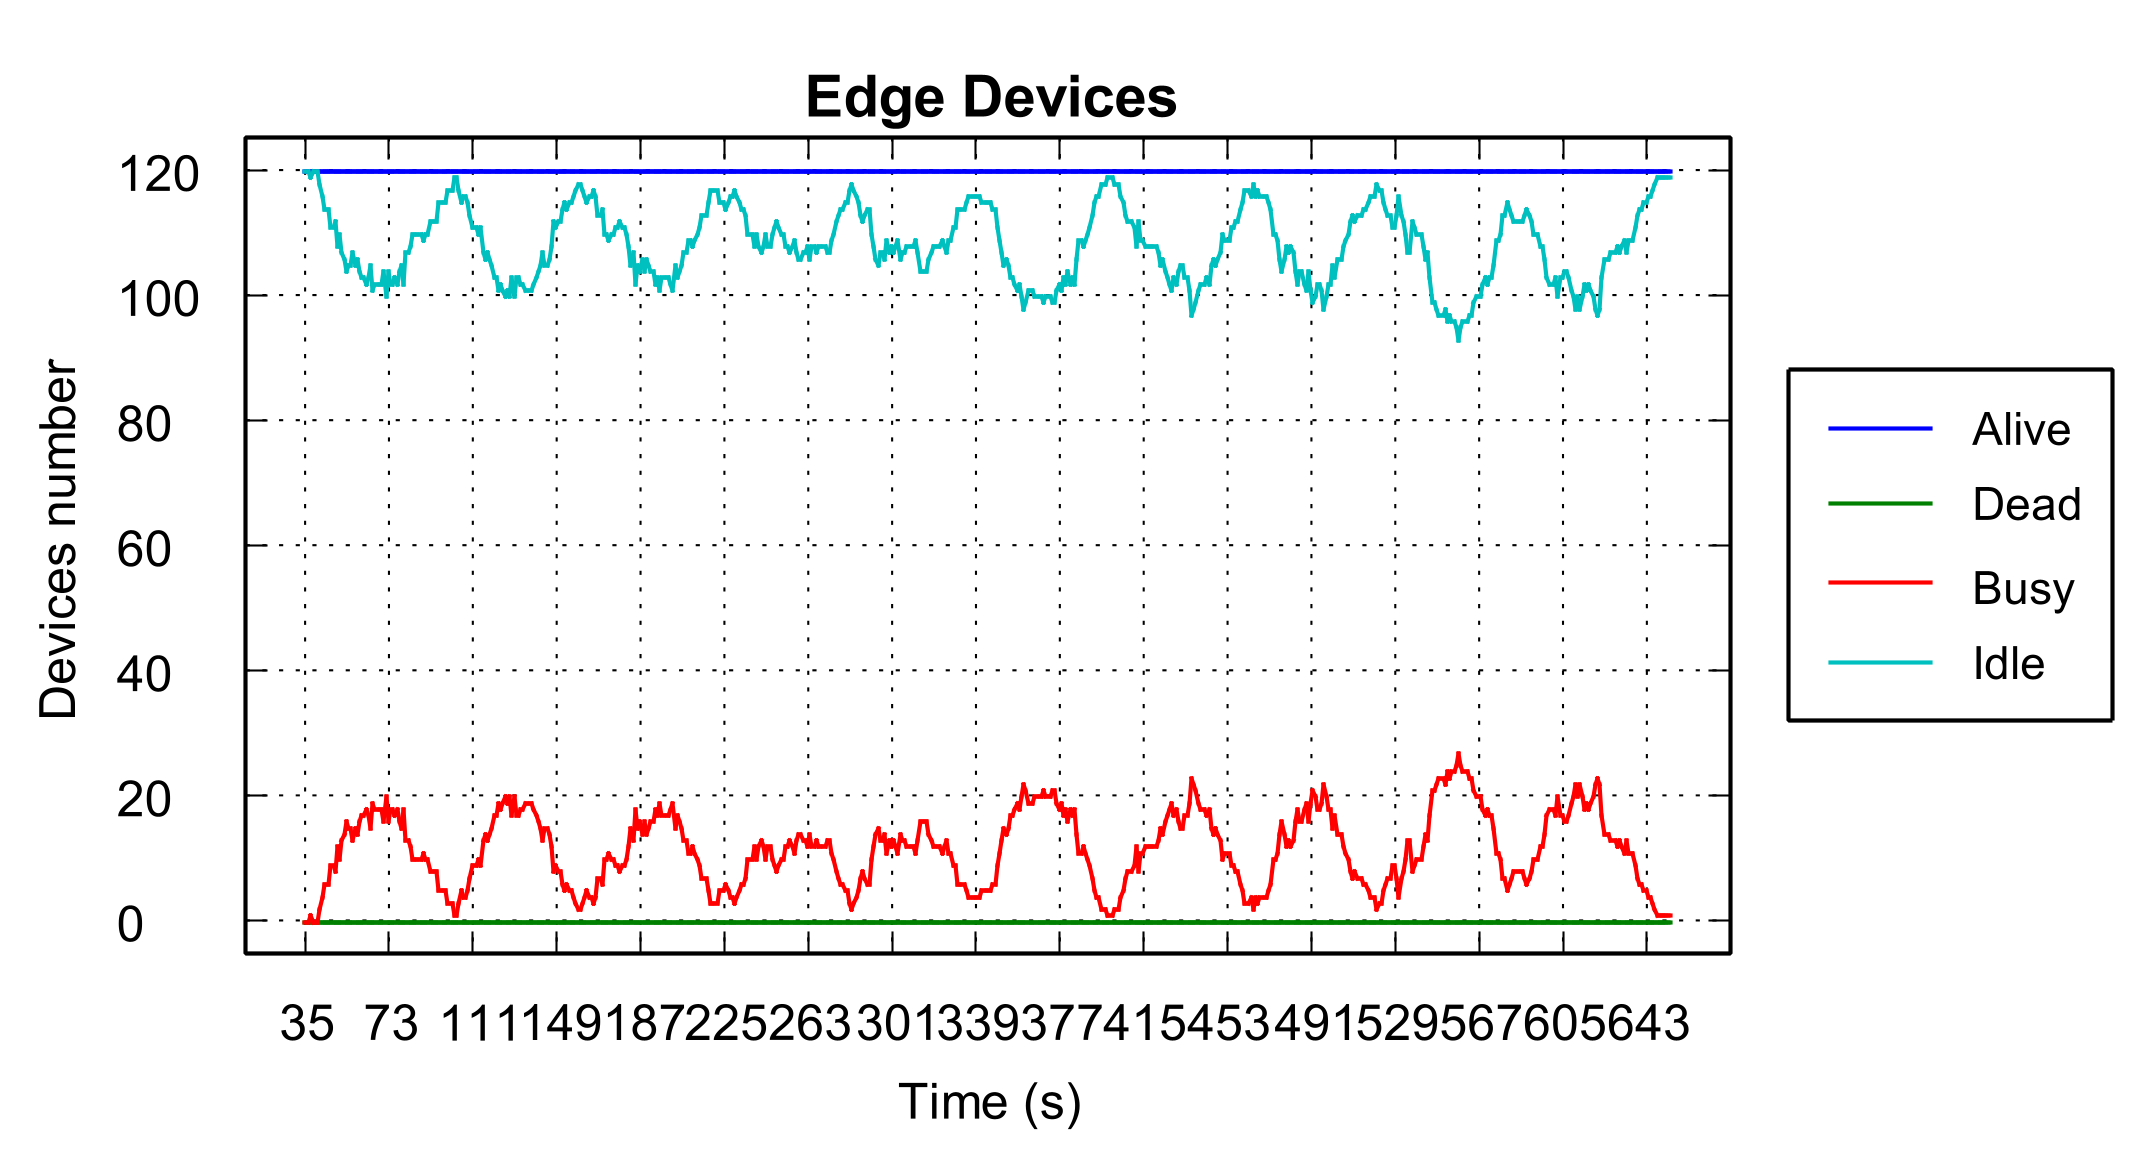 Edge Devices
120
100
80
60
40
20
0
Devices number
35 73 111 149 187 225 263 301 339 377 415 453 491 529 567 605 643
Time (s)
Alive
Dead
Busy
Idle